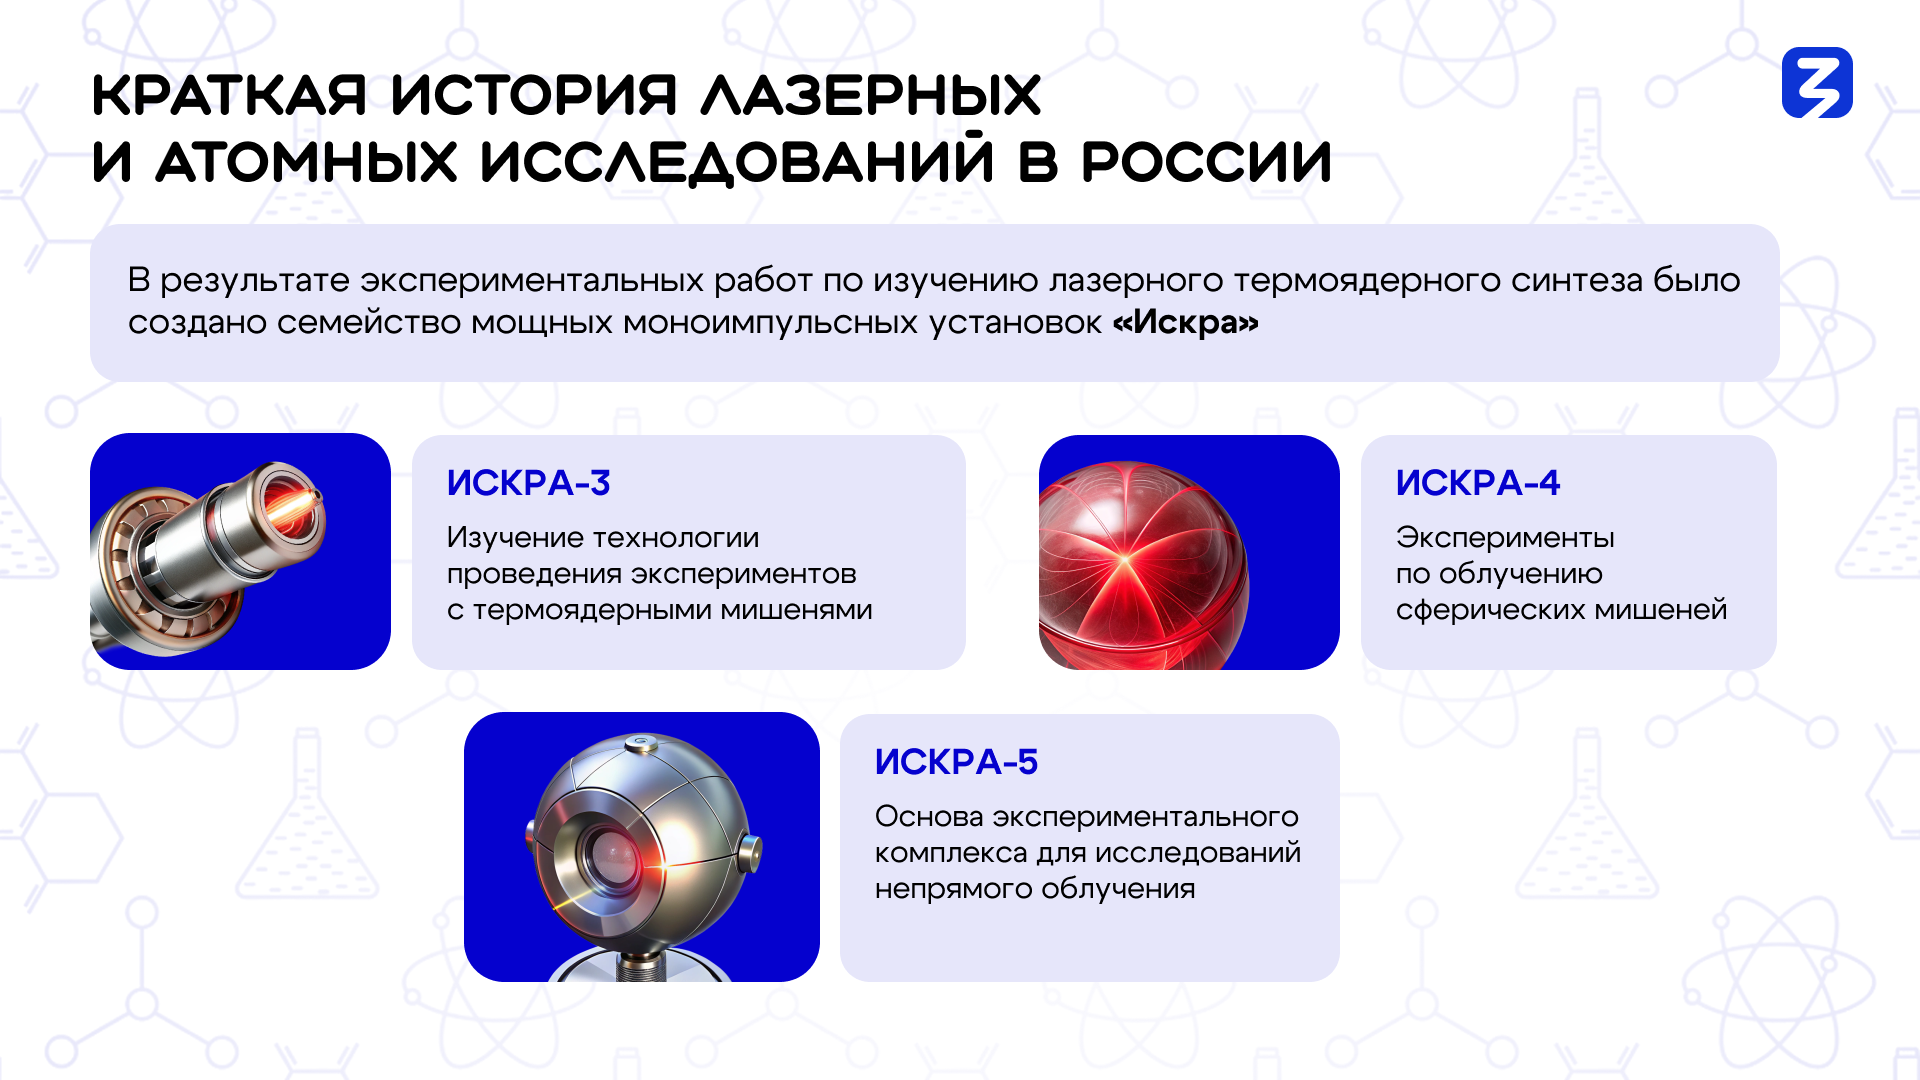 КРАТКАЯ ИСТОРИЯ ЛАЗЕРНЫХ
И АТОМНЫХ ИССЛЕДОВАНИЙ В РОССИИ
В результате экспериментальных работ по изучению лазерного термоядерного синтеза было
создано семейство мощных моноимпульсных установок «Искра»
ИСКРА-3
Изучение технологии
проведения экспериментов
с термоядерными мишенями
ИСКРА-4
Эксперименты
по облучению
сферических мишеней
ИСКРА-5
Основа экспериментального
комплекса для исследований
непрямого облучения